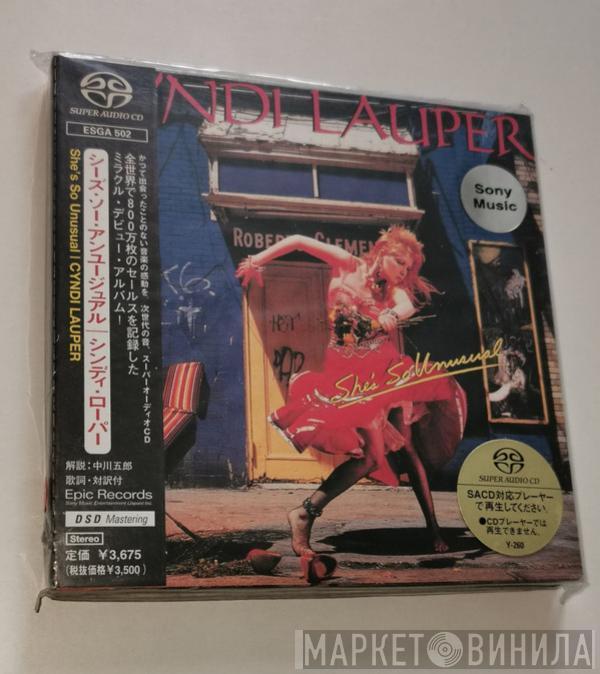 SUPER AUDIO CD
ESGA 502
かつて出会ったことのない音楽の感動を、次世代の音、スーパーオーディオCD
全世界で800万枚のセールスを記録した
ミラクル・デビュー・アルバム!
シーズ・ソー・アンユージュアル|シンディ・ローパー
She's So Unusual | CYNDI LAUPER
解説:中川五郎
歌詞・対訳付
Epic Records
Sony Music Entertainment (Japan) Inc.
DSD Mastering
Stereo
定価 ¥3,675
(税抜価格¥3,500)
YNDI LAUPER
Sony
Music
ROBER CLEMEN
She's So Unusual
SUPER AUDIO CD
SACD対応プレーヤー
で再生してください。
●CDプレーヤーでは
再生できません。
Y-260
МАРКЕТ ВИНИЛА